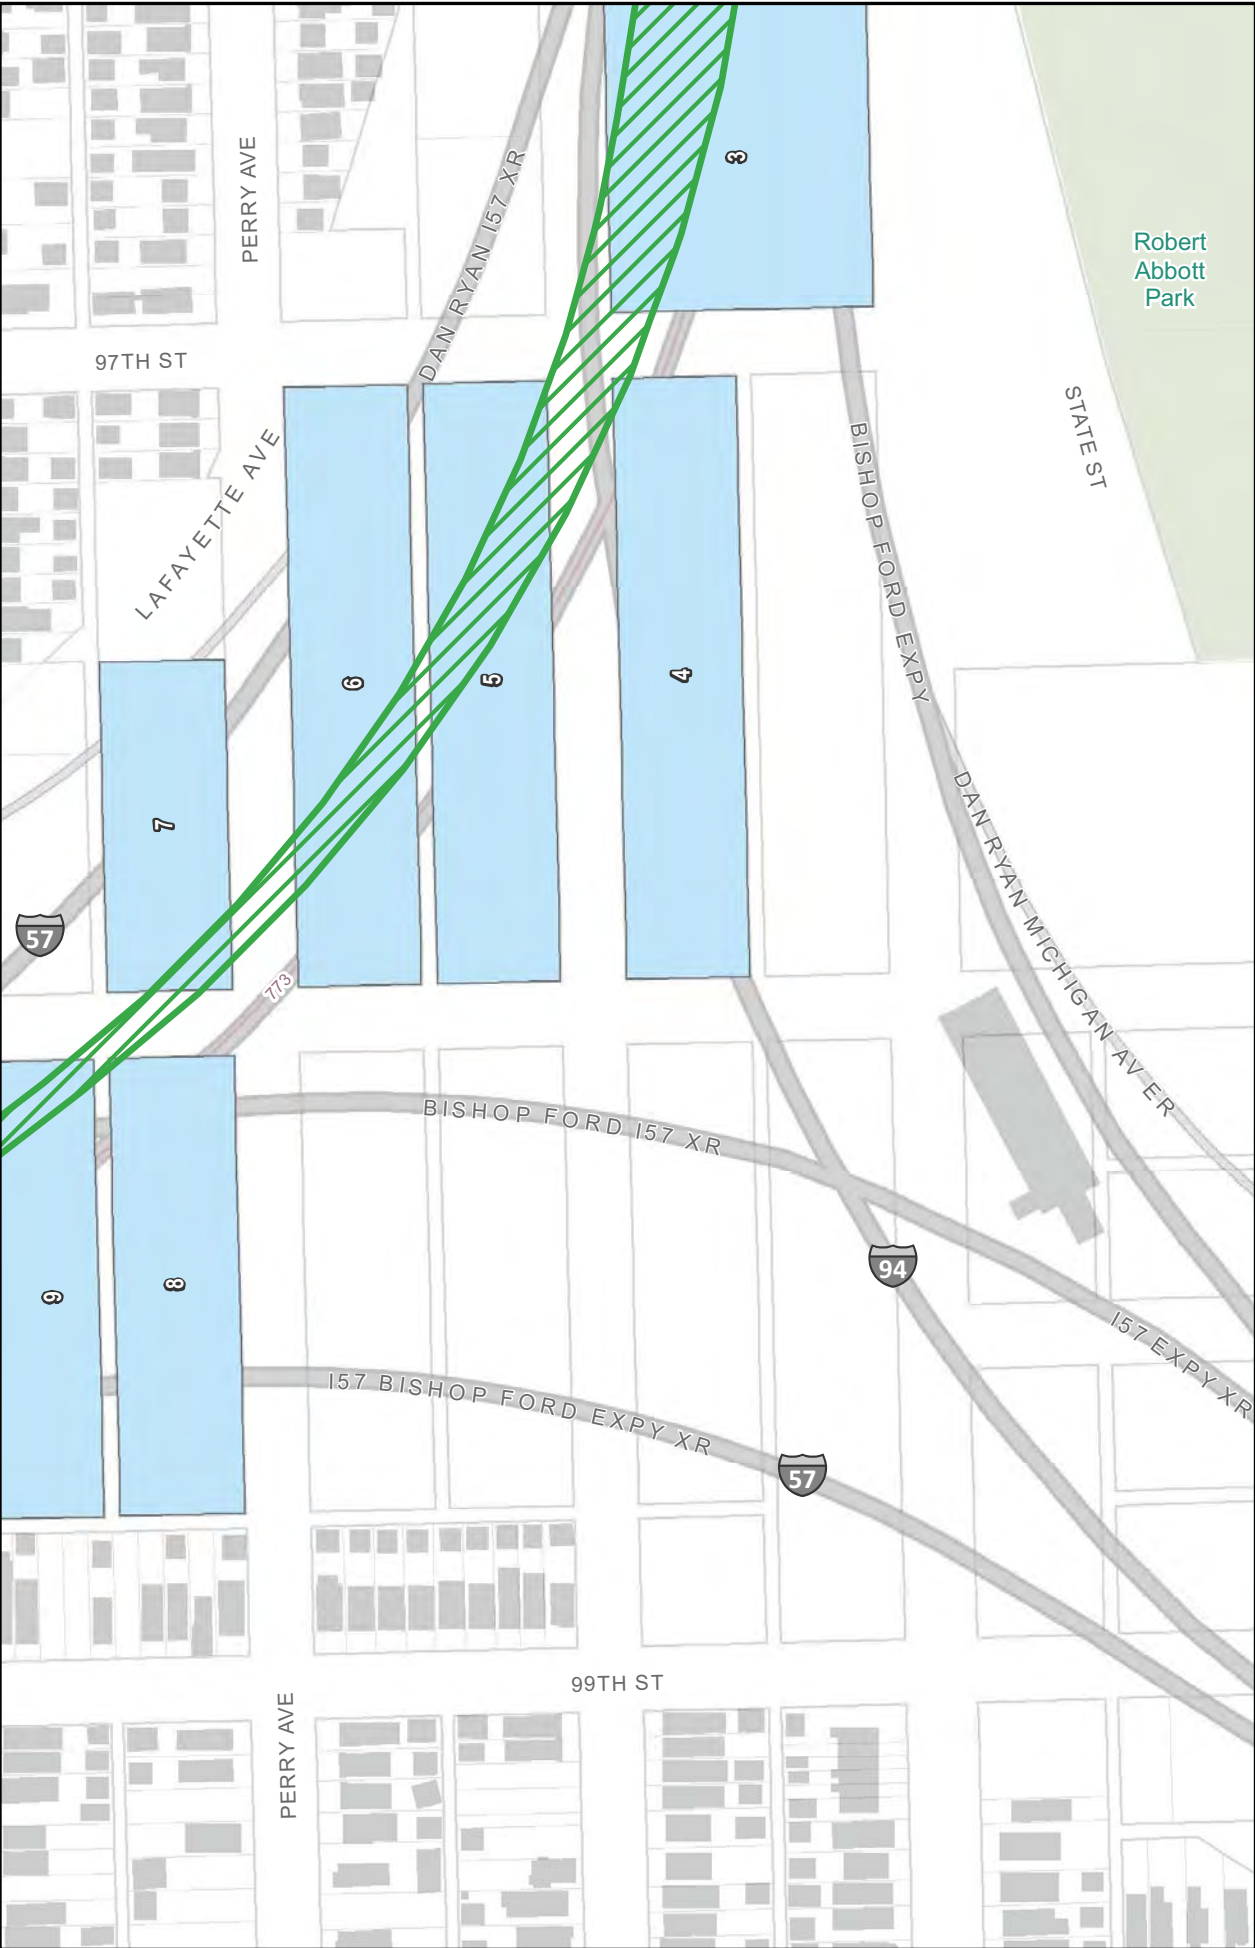 PERRY AVE
DAN RYAN I57 XR
3
Robert
Abbott
Park
97TH ST
LAFAYETTE AVE
STATE ST
BISHOP FORD EXPY
6
5
4
7
DAN RYAN MICHIGAN AV ER
57
773
BISHOP FORD I57 XR
94
9
8
I57 EXPY XR
I57 BISHOP FORD EXPY XR
57
99TH ST
PERRY AVE